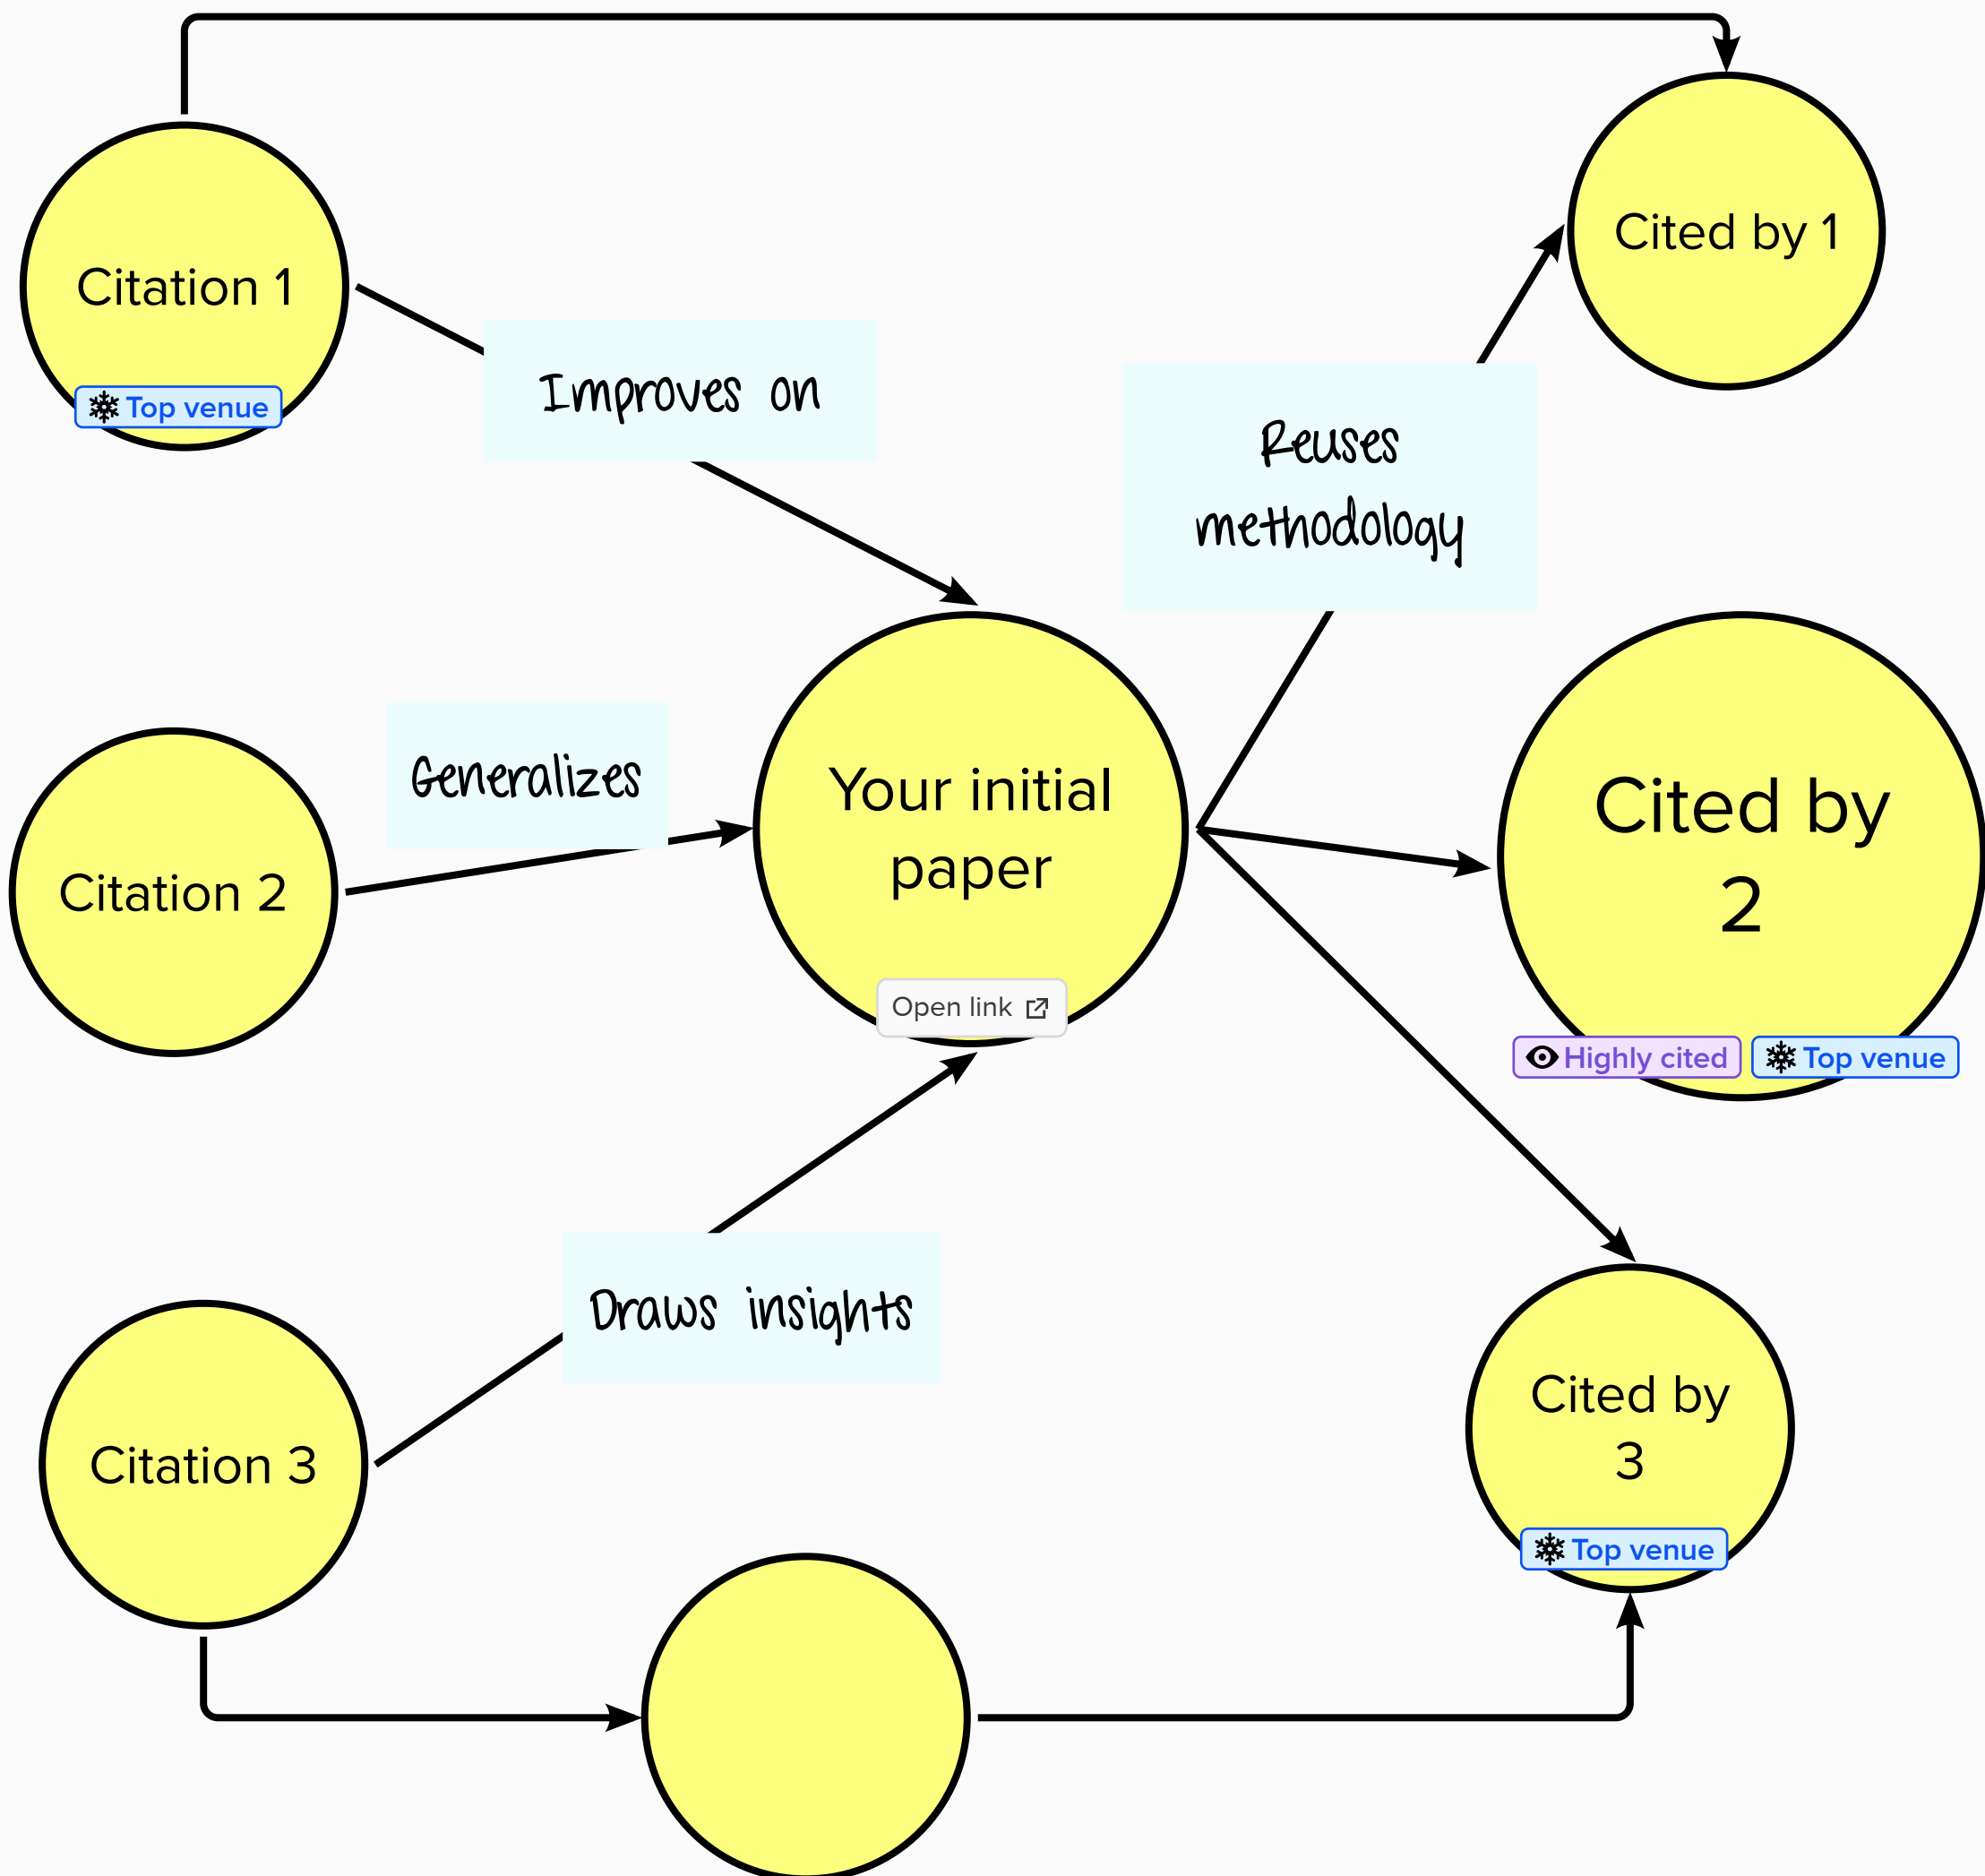 Cited by 1
Citation 1
Top venue
Improves on
Reuses
methodology
Generalizes
Your initial
paper
Open link
Cited by
2
Highly cited
Top venue
Citation 2
Draws insights
Citation 3
Cited by
3
Top venue